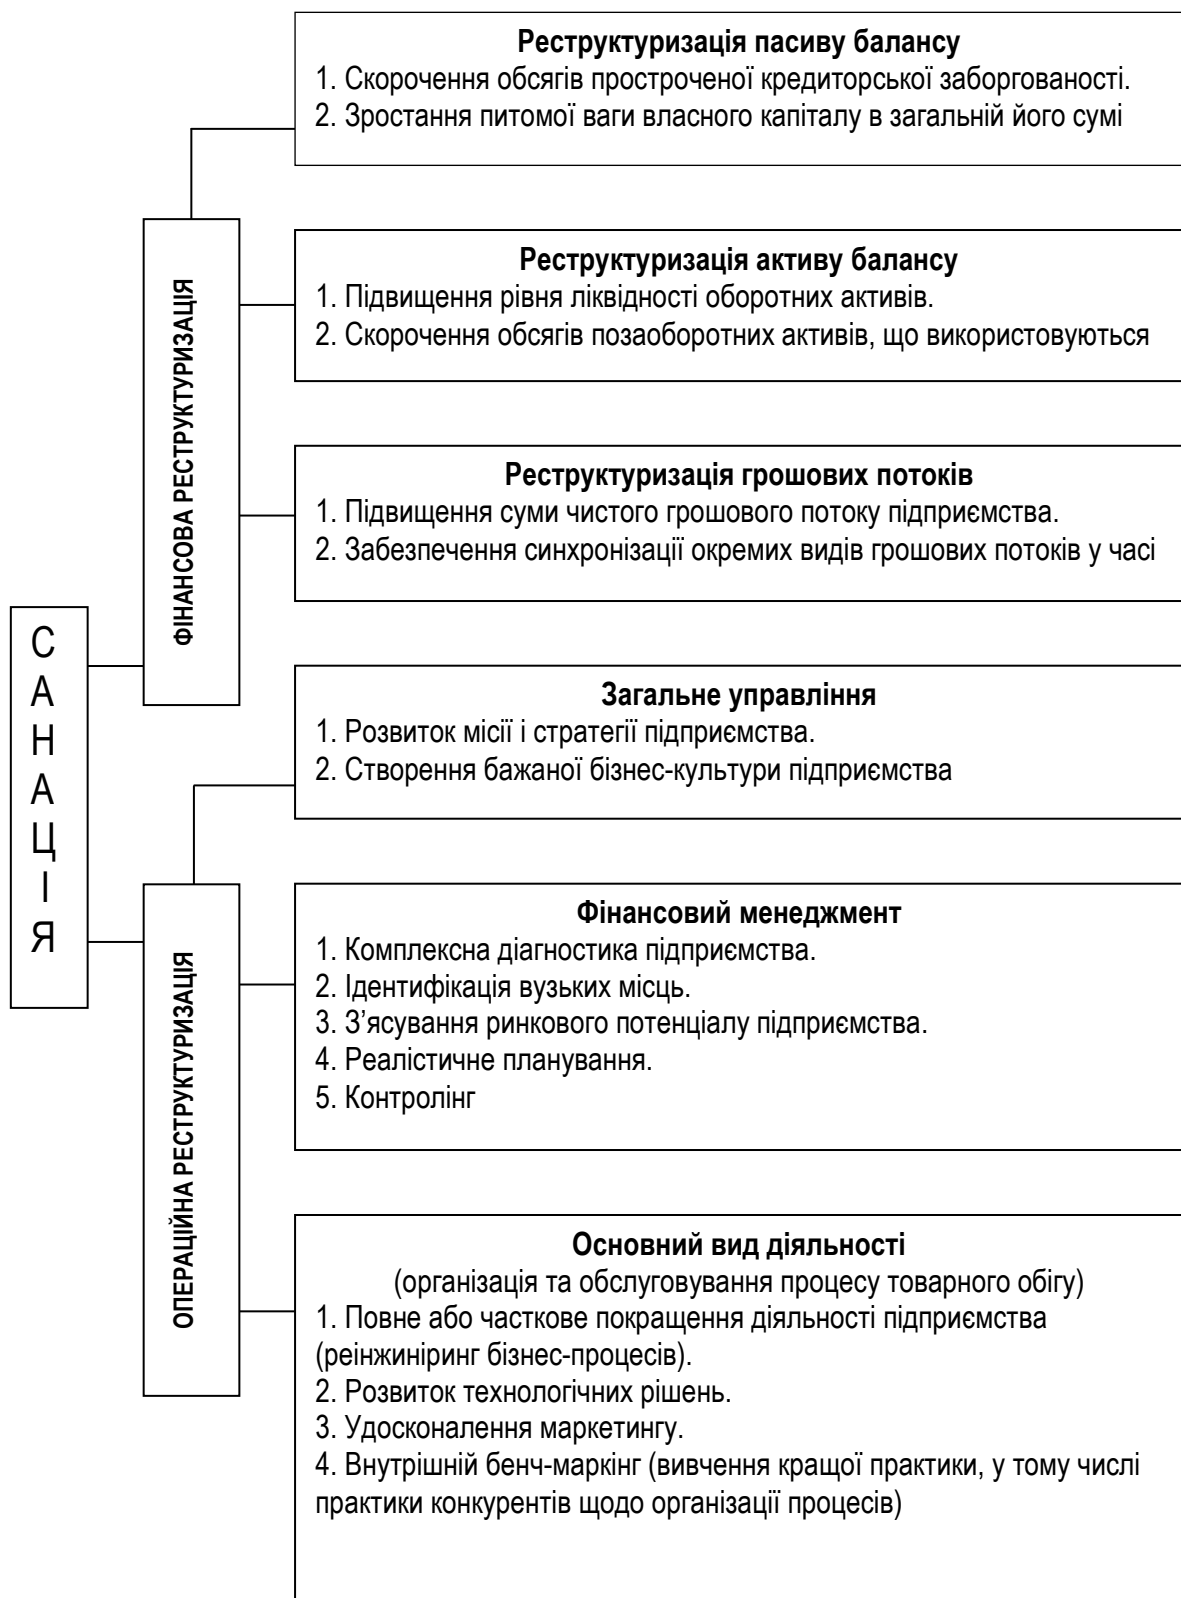 Реструктуризація пасиву балансу
1. Скорочення обсягів простроченої кредиторської заборгованості.
2. Зростання питомої ваги власного капіталу в загальній його сумі
Реструктуризація активу балансу
1. Підвищення рівня ліквідності оборотних активів.
2. Скорочення обсягів позаоборотних активів, що використовуються
Реструктуризація грошових потоків
1. Підвищення суми чистого грошового потоку підприємства.
2. Забезпечення синхронізації окремих видів грошових потоків у часі
ФІНАНСОВА РЕСТРУКТУРИЗАЦІЯ
САНАЦІЯ
Загальне управління
1. Розвиток місії і стратегії підприємства.
2. Створення бажаної бізнес-культури підприємства
Фінансовий менеджмент
1. Комплексна діагностика підприємства.
2. Ідентифікація вузьких місць.
3. З’ясування ринкового потенціалу підприємства.
4. Реалістичне планування.
5. Контролінг
ОПЕРАЦІЙНА РЕСТРУКТУРИЗАЦІЯ
Основний вид діяльності
(організація та обслуговування процесу товарного обігу)
1. Повне або часткове покращення діяльності підприємства
(реінжиніринг бізнес-процесів).
2. Розвиток технологічних рішень.
3. Удосконалення маркетингу.
4. Внутрішній бенч-маркінг (вивчення кращої практики, у тому числі
практики конкурентів щодо організації процесів)